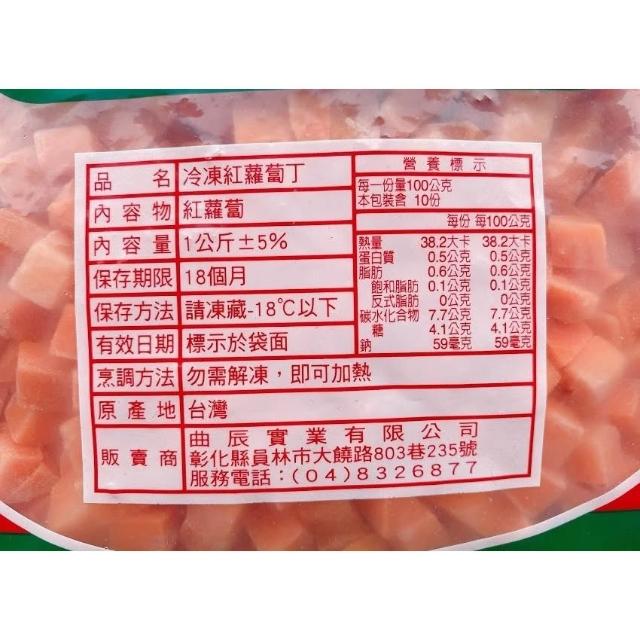 品 名 冷凍紅蘿蔔丁
內容物 紅蘿蔔
內容量 1公斤±5%
保存期限 18個月
保存方法 請凍藏-18℃以下
有效日期 標示於袋面
烹調方法 勿需解凍,即可加熱
原產地 台灣
販賣商 曲辰實業有限公司
彰化縣員林市大饒路803巷235號
服務電話:(04)8326877
營養標示
每一份量100公克
本包裝含 10份
每份 每100公克
熱量 38.2大卡 38.2大卡
蛋白質 0.5公克 0.5公克
脂肪 0.6公克 0.6公克
飽和脂肪 0.1公克 0.1公克
反式脂肪 0公克 0公克
碳水化合物 7.7公克 7.7公克
糖 4.1公克 4.1公克
鈉 59毫克 59毫克